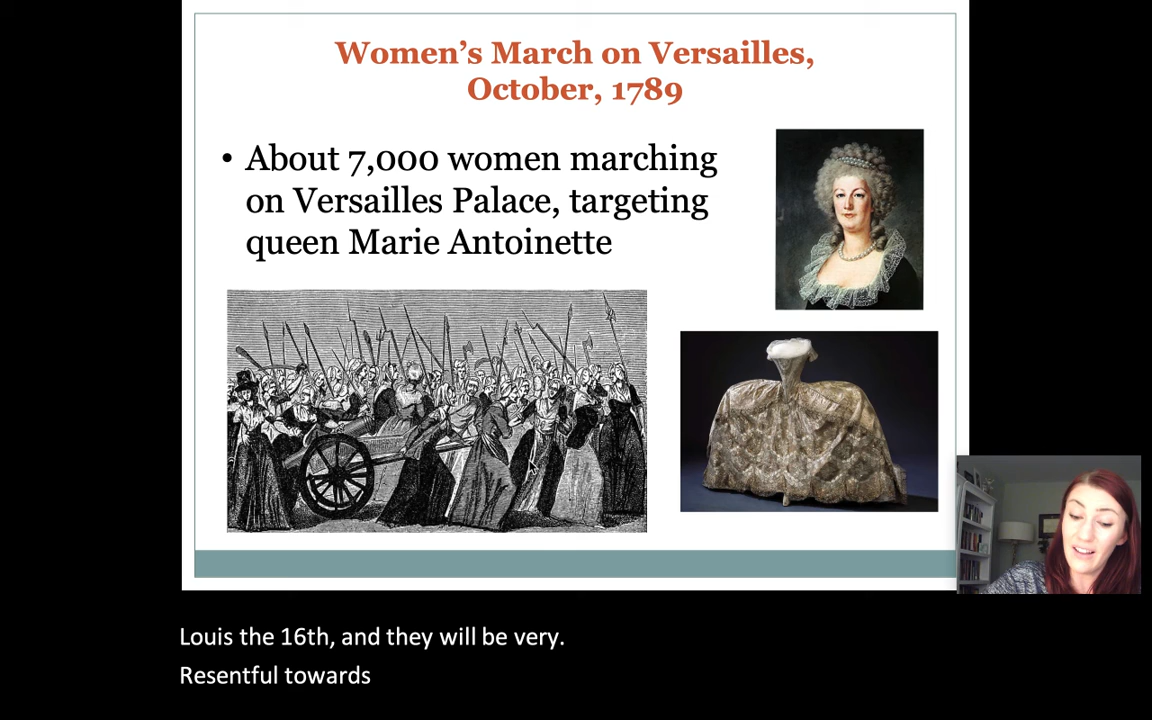 Women's March on Versailles,
October, 1789
• About 7,000 women marching
on Versailles Palace, targeting
queen Marie Antoinette
Louis the 16th, and they will be very.
Resentful towards